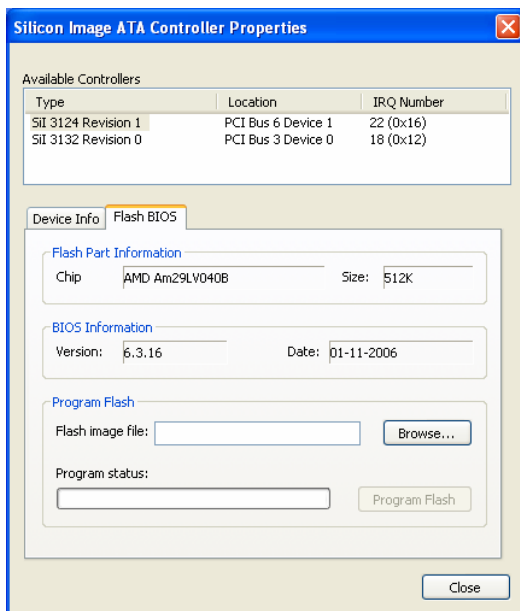 Silicon Image ATA Controller Properties
Available Controllers
Type Location IRQ Number
SiI 3124 Revision 1 PCI Bus 6 Device 1 22 (0x16)
SiI 3132 Revision 0 PCI Bus 3 Device 0 18 (0x12)
Device Info Flash BIOS
Flash Part Information
Chip AMD Am29LV040B Size: 512K
BIOS Information
Version: 6.3.16 Date: 01-11-2006
Program Flash
Flash image file: Browse...
Program status:
Program Flash
Close